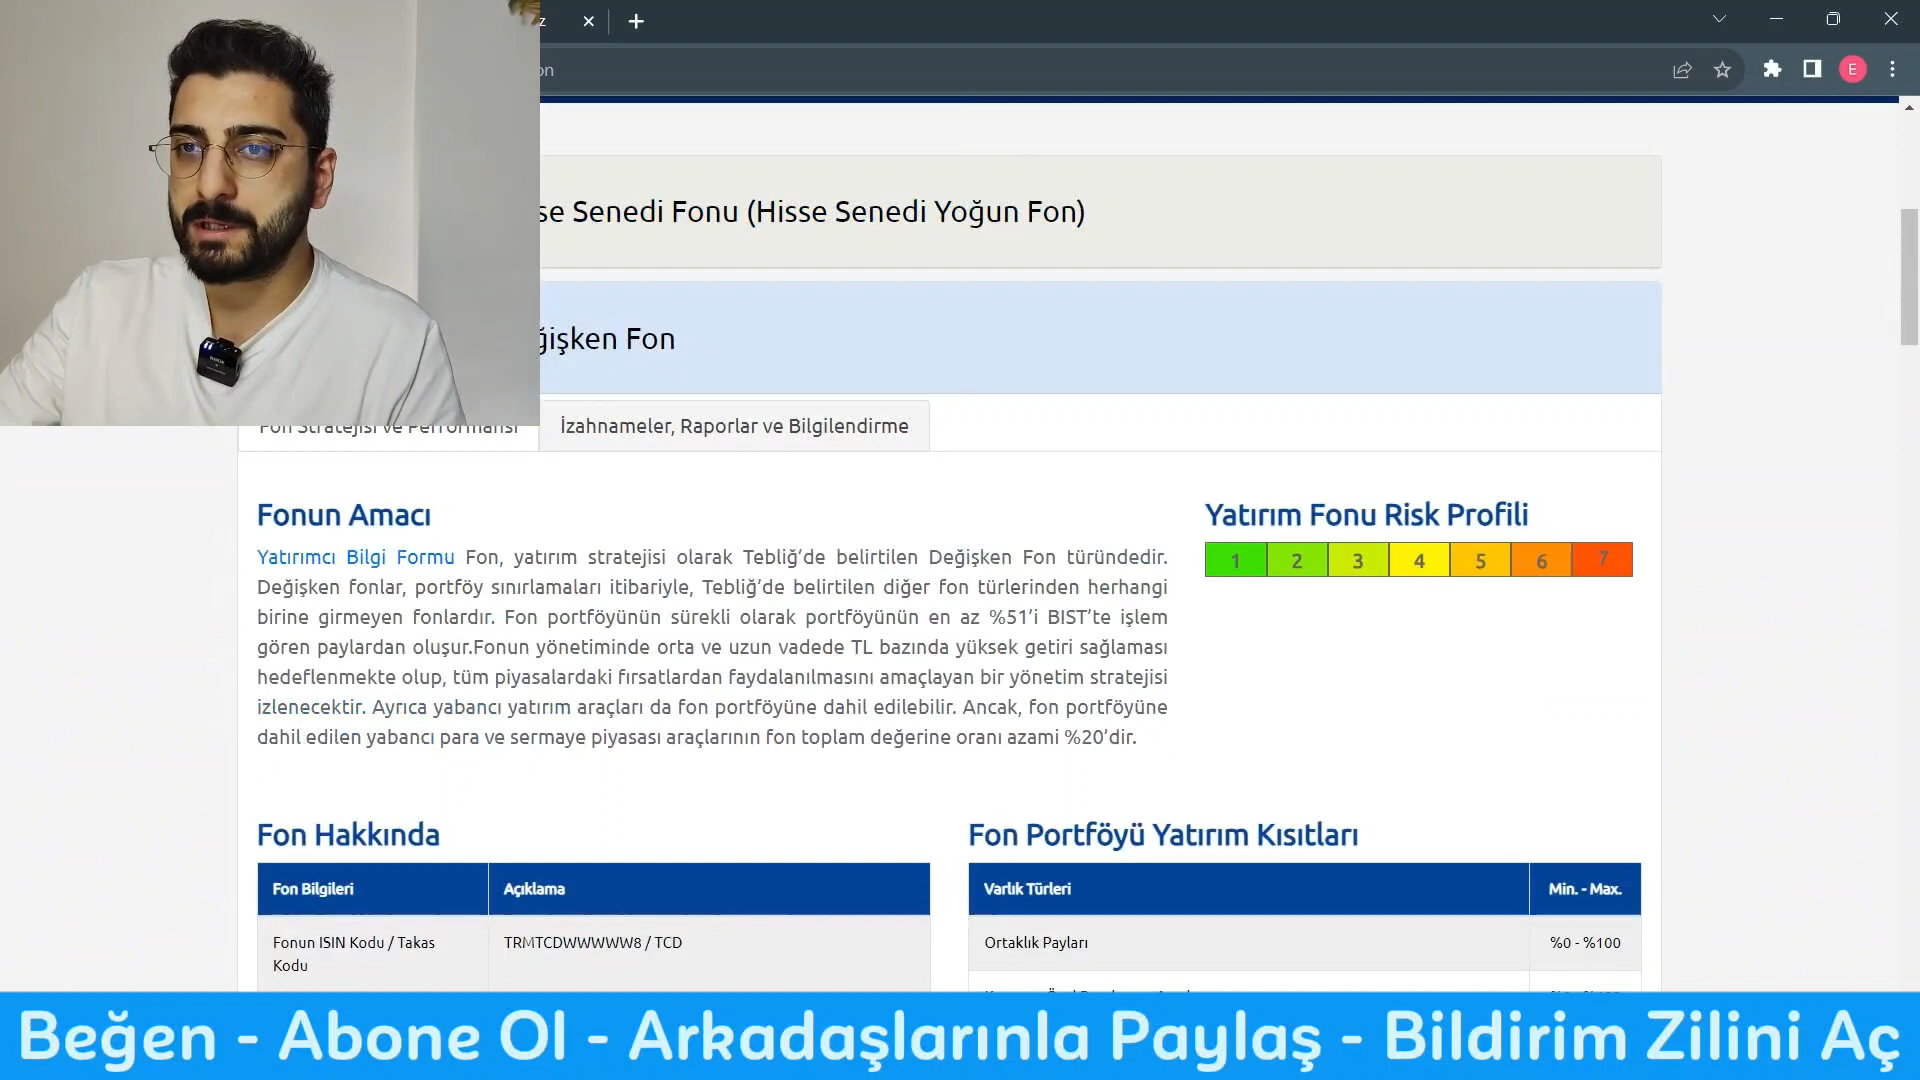 z
on
E
se Senedi Fonu (Hisse Senedi Yoğun Fon)
ğişken Fon
Fon Stratejisi ve Performansı
İzahnameler, Raporlar ve Bilgilendirme
Fonun Amacı
Yatırımcı Bilgi Formu Fon, yatırım stratejisi olarak Tebliğ’de belirtilen Değişken Fon türündedir.
Değişken fonlar, portföy sınırlamaları itibariyle, Tebliğ’de belirtilen diğer fon türlerinden herhangi
birine girmeyen fonlardır. Fon portföyünün sürekli olarak portföyünün en az %51’i BIST’te işlem
gören paylardan oluşur.Fonun yönetiminde orta ve uzun vadede TL bazında yüksek getiri sağlaması
hedeflenmekte olup, tüm piyasalardaki fırsatlardan faydalanılmasını amaçlayan bir yönetim stratejisi
izlenecektir. Ayrıca yabancı yatırım araçları da fon portföyüne dahil edilebilir. Ancak, fon portföyüne
dahil edilen yabancı para ve sermaye piyasası araçlarının fon toplam değerine oranı azami %20’dir.
Yatırım Fonu Risk Profili
1 2 3 4 5 6 7
Fon Hakkında
Fon Bilgileri Açıklama
Fonun ISIN Kodu / Takas
Kodu
TRMTCDWWWWW8 / TCD
Fon Portföyü Yatırım Kısıtları
Varlık Türleri Min. - Max.
Ortaklık Payları %0 - %100
Beğen - Abone Ol - Arkadaşlarınla Paylaş - Bildirim Zilini Aç